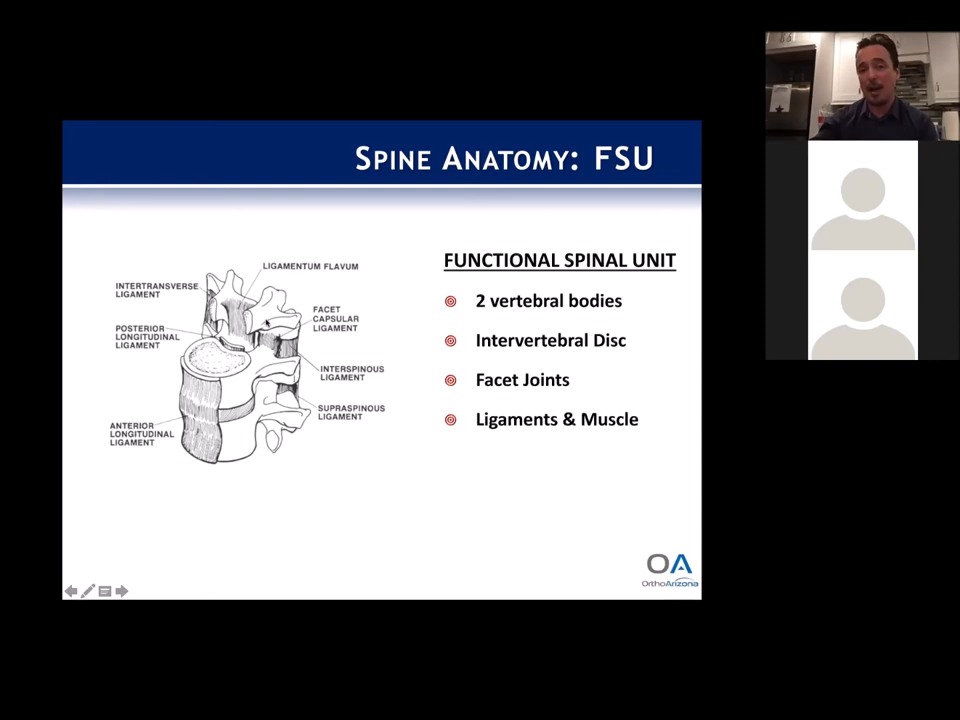 SPINE ANATOMY: FSU
LIGAMENTUM FLAVUM
INTERTRANSVERSE
LIGAMENT
FACET
CAPSULAR
LIGAMENT
POSTERIOR
LONGITUDINAL
LIGAMENT
INTERSPINOUS
LIGAMENT
SUPRASPINOUS
LIGAMENT
ANTERIOR
LONGITUDINAL
LIGAMENT
FUNCTIONAL SPINAL UNIT
2 vertebral bodies
Intervertebral Disc
Facet Joints
Ligaments & Muscle
OA
OrthoArizona